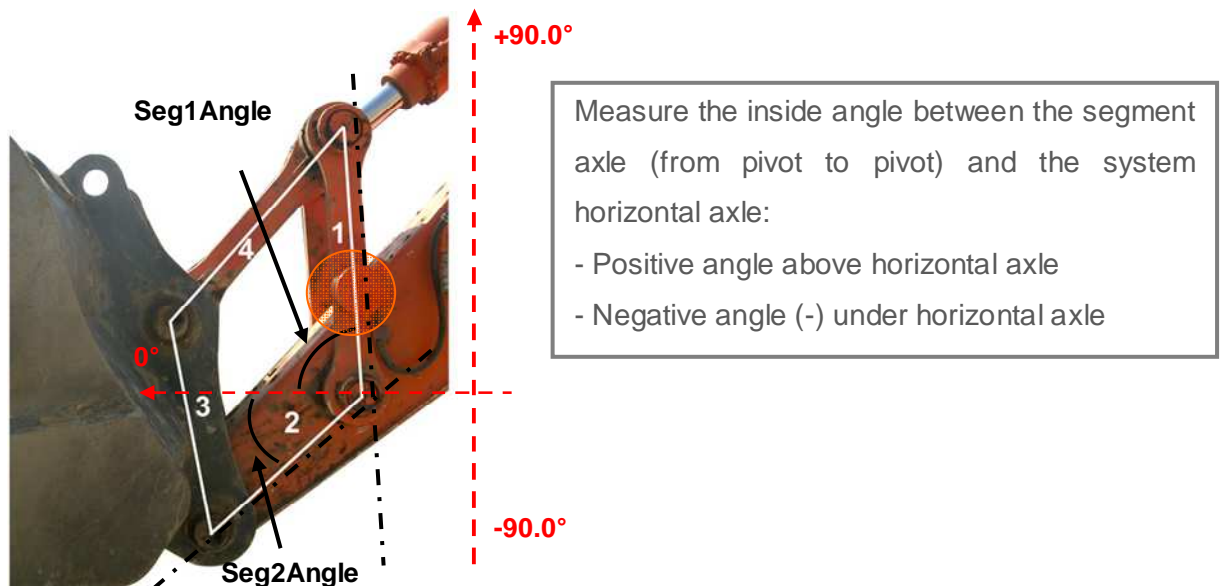 +90.0°
Seg1Angle
Measure the inside angle between the segment
axle (from pivot to pivot) and the system
horizontal axle:
- Positive angle above horizontal axle
- Negative angle (-) under horizontal axle
1
4
0°
3
2
-90.0°
Seg2Angle